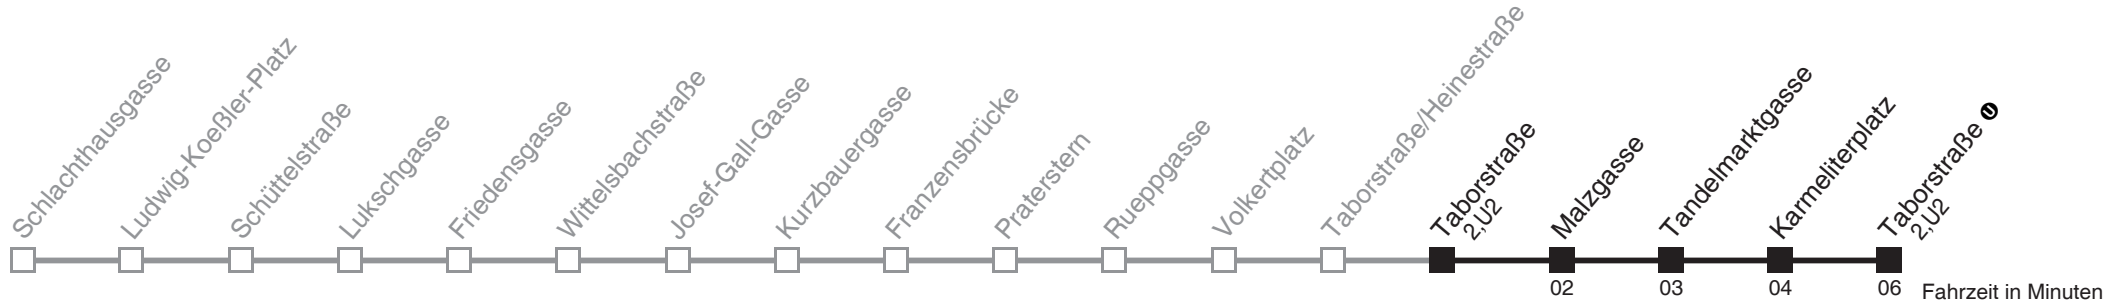 Schlachthausgasse
Ludwig-Koeßler-Platz
Schüttelstraße
Lukschgasse
Friedensgasse
Wittelsbachstraße
Josef-Gall-Gasse
Kurzbauergasse
Franzensbrücke
Praterstern
Rueppgasse
Volkertplatz
Taborstraße/Heinestraße
Taborstraße
2,U2
Malzgasse
Tandelmarktgasse
Karmeliterplatz
Taborstraße U
2,U2
02 03 04 06 Fahrzeit in Minuten